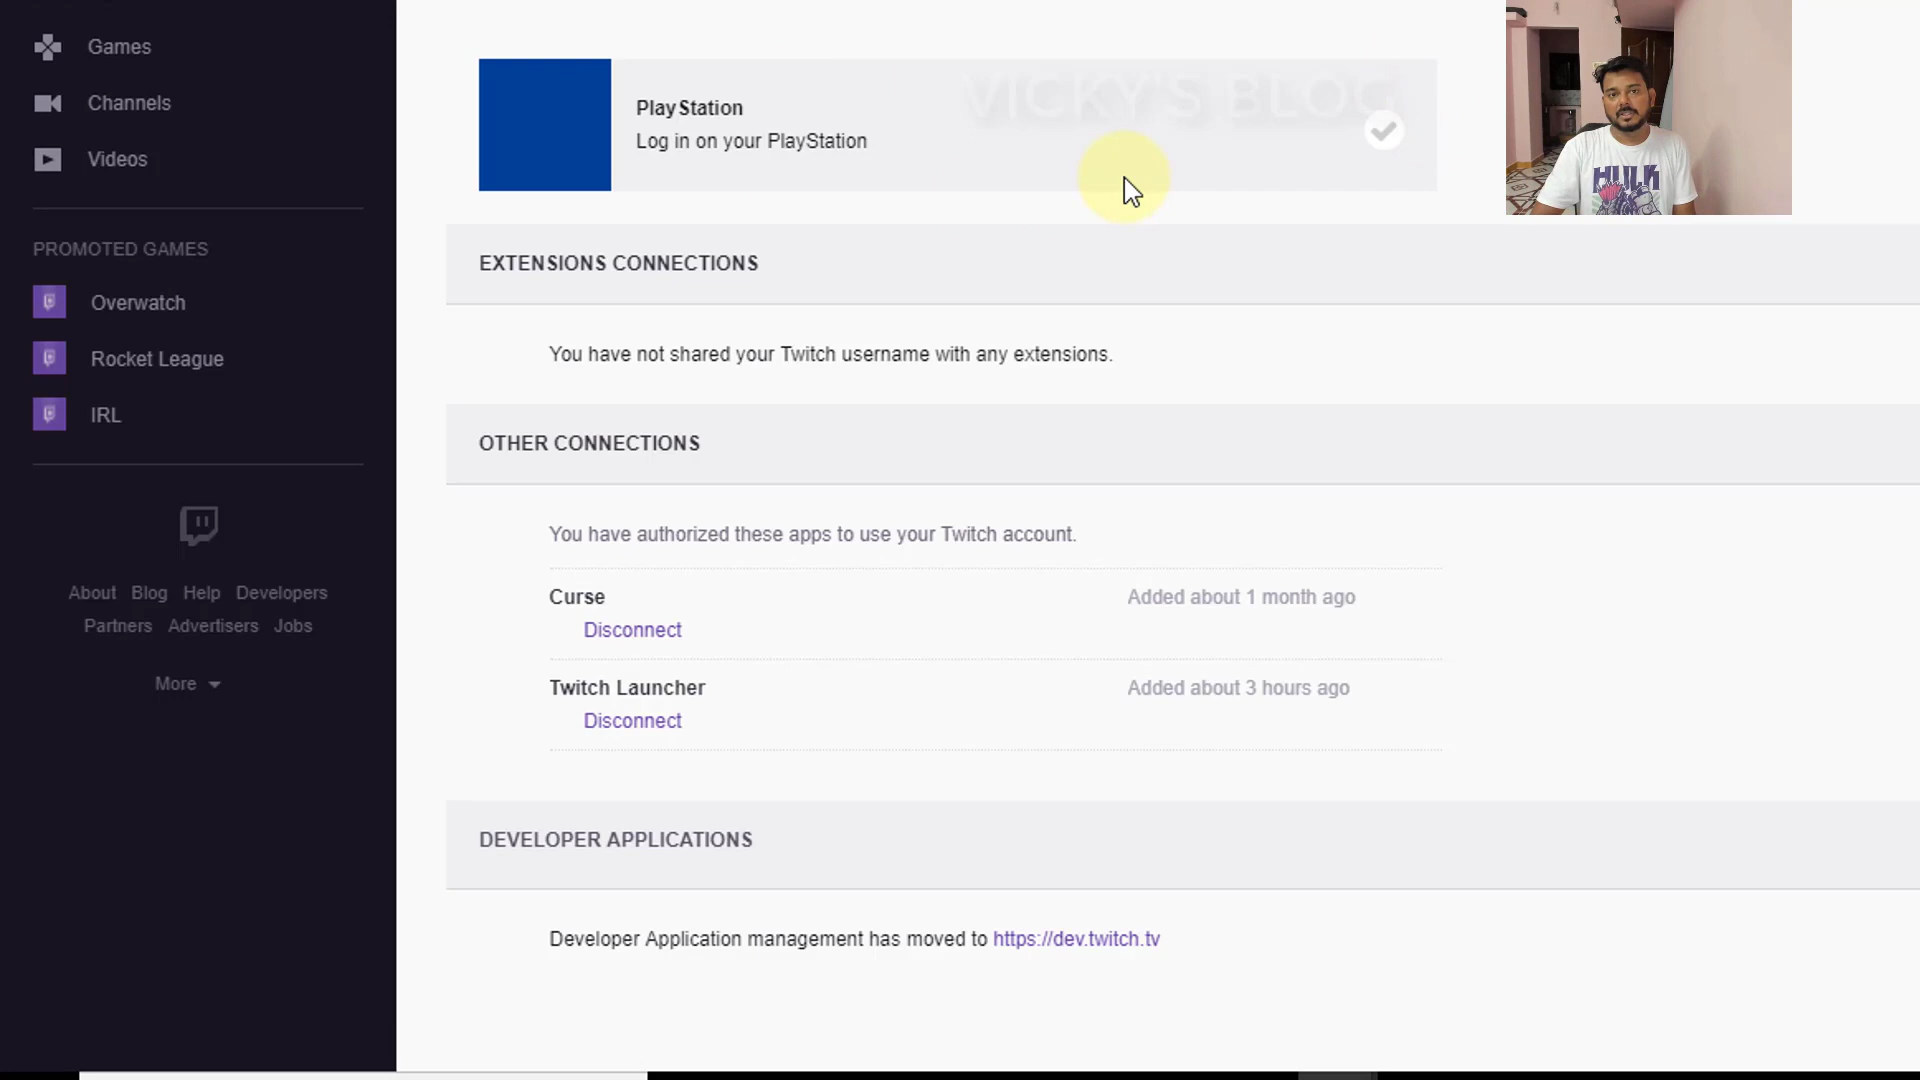 Games
Channels
Videos
PROMOTED GAMES
Overwatch
Rocket League
IRL
About Blog Help Developers
Partners Advertisers Jobs
More
PlayStation
Log in on your PlayStation
VICKY'S BLOG
EXTENSIONS CONNECTIONS
You have not shared your Twitch username with any extensions.
OTHER CONNECTIONS
You have authorized these apps to use your Twitch account.
Curse Added about 1 month ago
Disconnect
Twitch Launcher Added about 3 hours ago
Disconnect
DEVELOPER APPLICATIONS
Developer Application management has moved to https://dev.twitch.tv
HULK